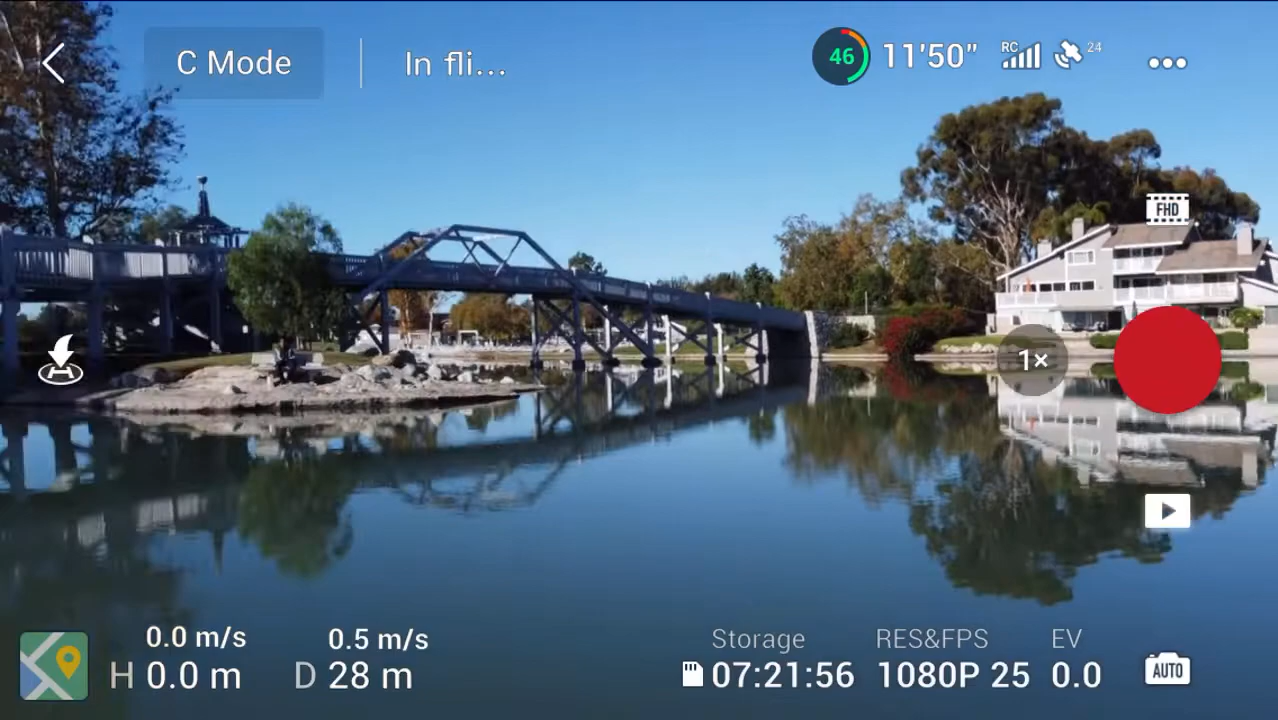 C Mode
In fli...
46
11'50"
RC
24
FHD
1×
0.0 m/s
0.5 m/s
H 0.0 m
D 28 m
Storage
07:21:56
RES&FPS
1080P 25
EV
0.0
AUTO